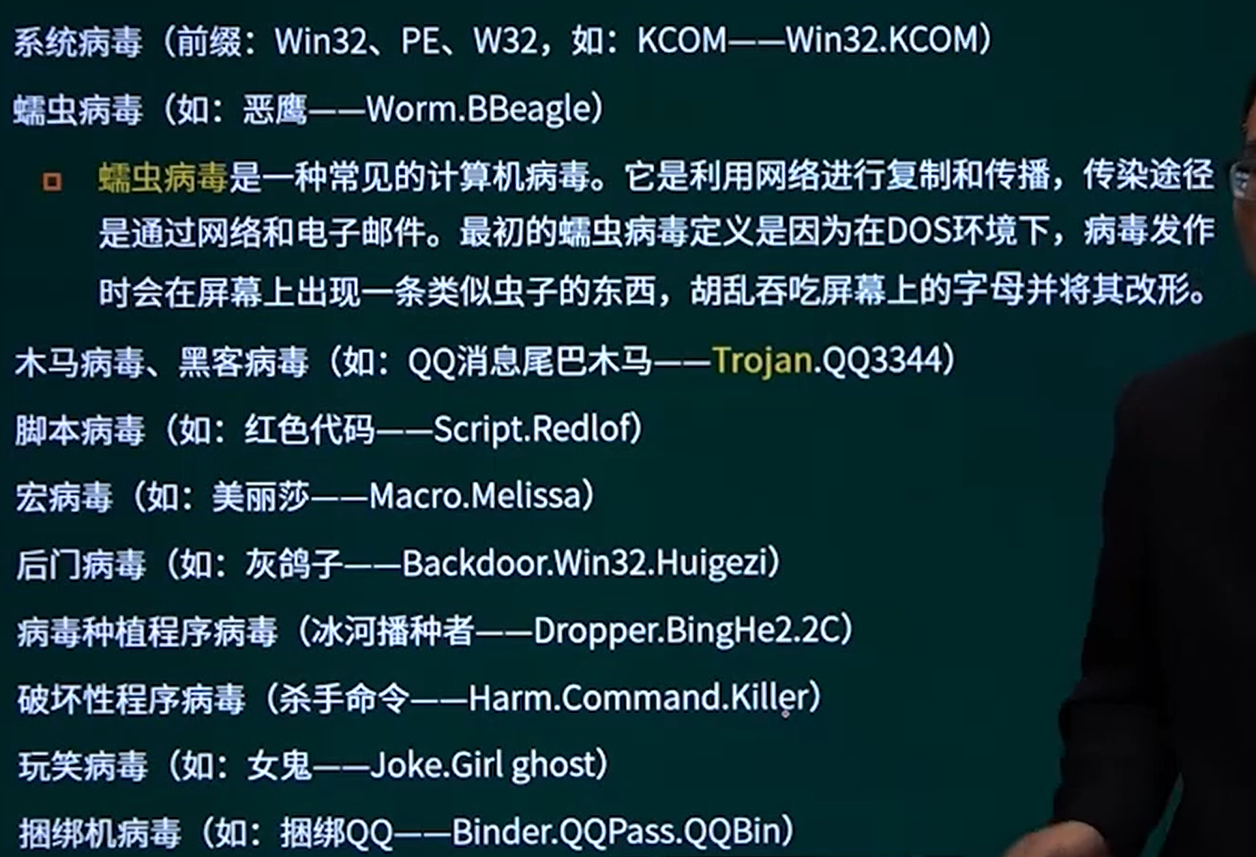 系统病毒（前缀：Win32、PE、W32，如：KCOM——Win32.KCOM）
蠕虫病毒（如：恶鹰——Worm.BBeagle）
蠕虫病毒是一种常见的计算机病毒。它是利用网络进行复制和传播，传染途径
是通过网络和电子邮件。最初的蠕虫病毒定义是因为在DOS环境下，病毒发作
时会在屏幕上出现一条类似虫子的东西，胡乱吞吃屏幕上的字母并将其改形。
木马病毒、黑客病毒（如：QQ消息尾巴木马——Trojan.QQ3344）
脚本病毒（如：红色代码——Script.Redlof）
宏病毒（如：美丽莎——Macro.Melissa）
后门病毒（如：灰鸽子——Backdoor.Win32.Huigezi）
病毒种植程序病毒（冰河播种者——Dropper.BingHe2.2C）
破坏性程序病毒（杀手命令——Harm.Command.Killer）
玩笑病毒（如：女鬼——Joke.Girl ghost）
捆绑机病毒（如：捆绑QQ——Binder.QQPass.QQBin）